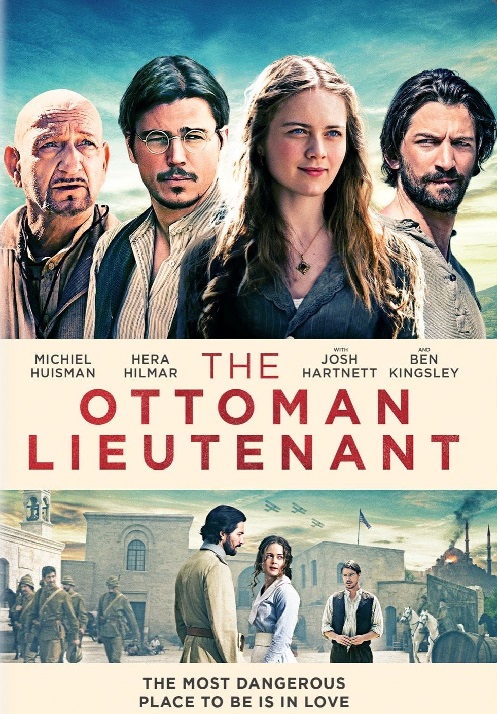 MICHIEL HUISMAN
HERA HILMAR
WITH JOSH HARTNETT
AND BEN KINGSLEY
THE
OTTOMAN
LIEUTENANT
THE MOST DANGEROUS
PLACE TO BE IS IN LOVE